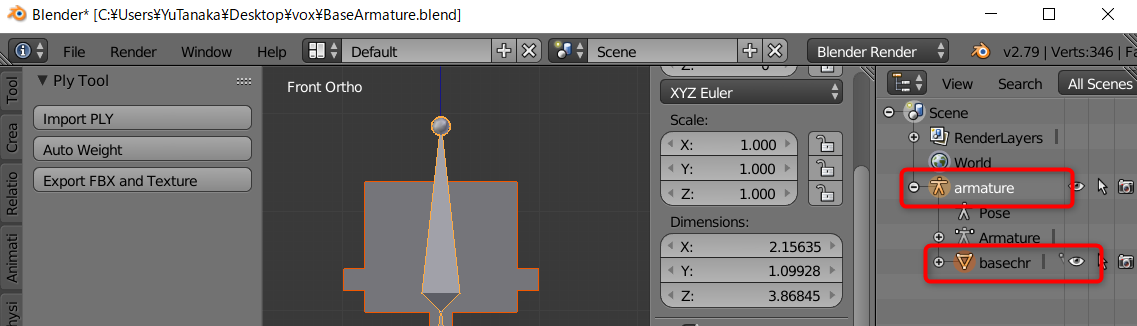 Blender* [C:¥Users¥YuTanaka¥Desktop¥vox¥BaseArmature.blend]
File Render Window Help Default Scene Blender Render v2.79 | Verts:346 |
Tool
Crea
Relatio
Animati
hysi
Ply Tool
Import PLY
Auto Weight
Export FBX and Texture
Front Ortho
XYZ Euler
Scale:
X: 1.000
Y: 1.000
Z: 1.000
Dimensions:
X: 2.15635
Y: 1.09928
Z: 3.86845
View Search All Scenes
Scene
RenderLayers
World
armature
Pose
Armature
basechr